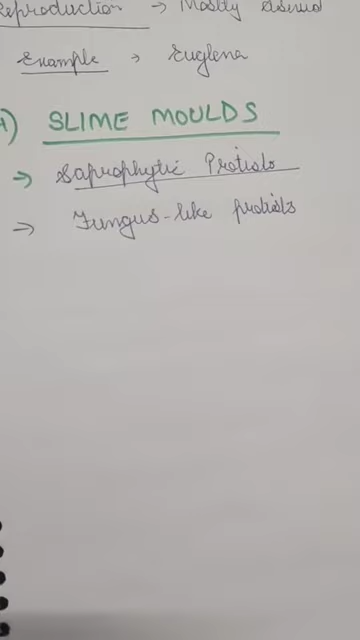 Reproduction → Mostly asexual
Example → Euglena
4) SLIME MOULDS
→ Saprophytic Protists
→ Fungus-like protists